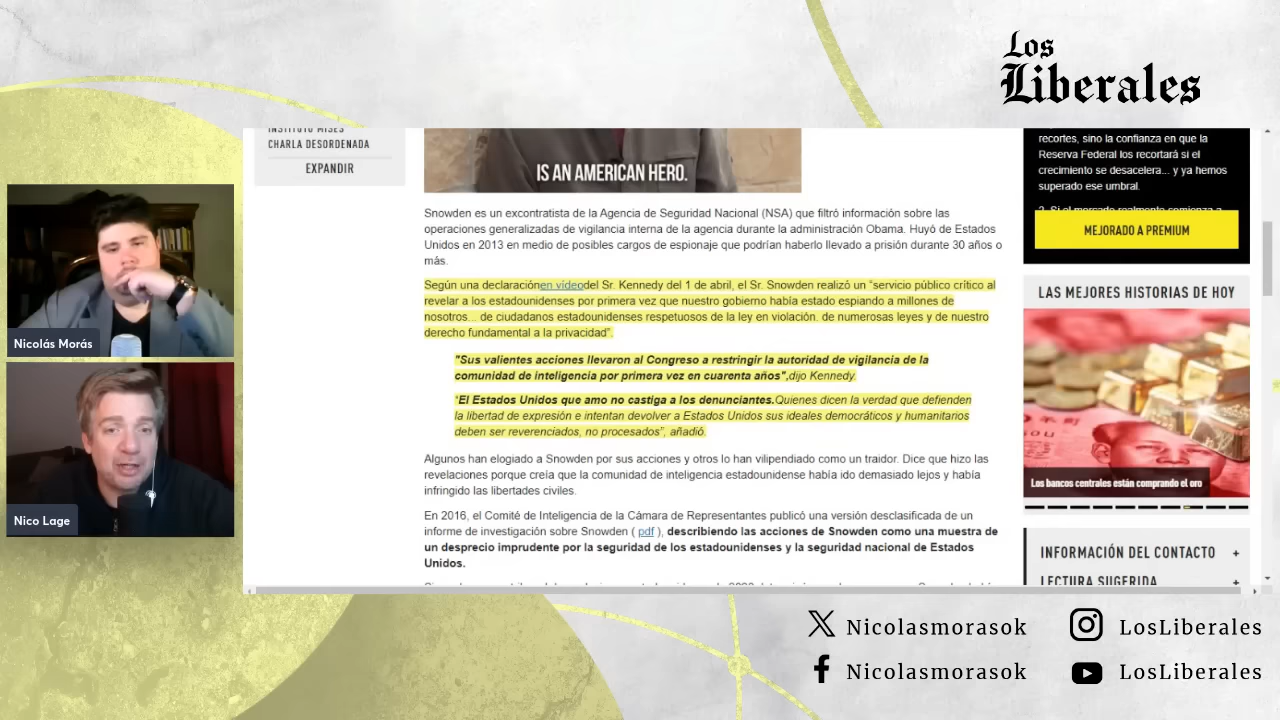 Los
Liberales
INSTITUTO MISES
CHARLA DESORDENADA
EXPANDIR
IS AN AMERICAN HERO.
Snowden es un excontratista de la Agencia de Seguridad Nacional (NSA) que filtró información sobre las
operaciones generalizadas de vigilancia interna de la agencia durante la administración Obama. Huyó de Estados
Unidos en 2013 en medio de posibles cargos de espionaje que podrían haberlo llevado a prisión durante 30 años o
más.
Según una declaraciónen vídeodel Sr. Kennedy del 1 de abril, el Sr. Snowden realizó un “servicio público crítico al
revelar a los estadounidenses por primera vez que nuestro gobierno había estado espiando a millones de
nosotros... de ciudadanos estadounidenses respetuosos de la ley en violación. de numerosas leyes y de nuestro
derecho fundamental a la privacidad”.
"Sus valientes acciones llevaron al Congreso a restringir la autoridad de vigilancia de la
comunidad de inteligencia por primera vez en cuarenta años",dijo Kennedy.
“El Estados Unidos que amo no castiga a los denunciantes.Quienes dicen la verdad que defienden
la libertad de expresión e intentan devolver a Estados Unidos sus ideales democráticos y humanitarios
deben ser reverenciados, no procesados”, añadió.
Algunos han elogiado a Snowden por sus acciones y otros lo han vilipendiado como un traidor. Dice que hizo las
revelaciones porque creía que la comunidad de inteligencia estadounidense había ido demasiado lejos y había
infringido las libertades civiles.
En 2016, el Comité de Inteligencia de la Cámara de Representantes publicó una versión desclasificada de un
informe de investigación sobre Snowden ( pdf ), describiendo las acciones de Snowden como una muestra de
un desprecio imprudente por la seguridad de los estadounidenses y la seguridad nacional de Estados
Unidos.
recortes, sino la confianza en que la
Reserva Federal los recortará si el
crecimiento se desacelera... y ya hemos
superado ese umbral.
2. Si el mercado realmente comienza a
MEJORADO A PREMIUM
LAS MEJORES HISTORIAS DE HOY
Los bancos centrales están comprando el oro
INFORMACIÓN DEL CONTACTO +
LECTURA SUGERIDA +
Nicolás Morás
Nico Lage
Nicolasmorasok
LosLiberales
Nicolasmorasok
LosLiberales